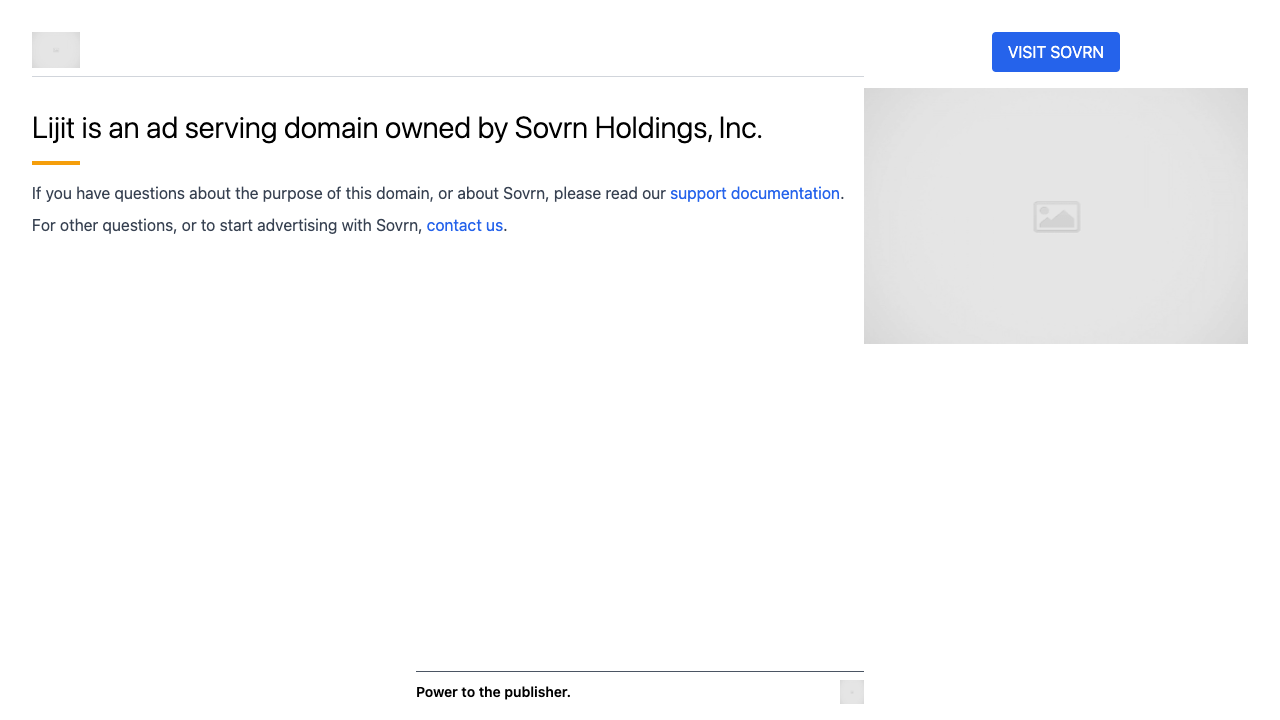 VISIT SOVRN
Lijit is an ad serving domain owned by Sovrn Holdings, Inc.
If you have questions about the purpose of this domain, or about Sovrn, please read our support documentation.
For other questions, or to start advertising with Sovrn, contact us.
Power to the publisher.